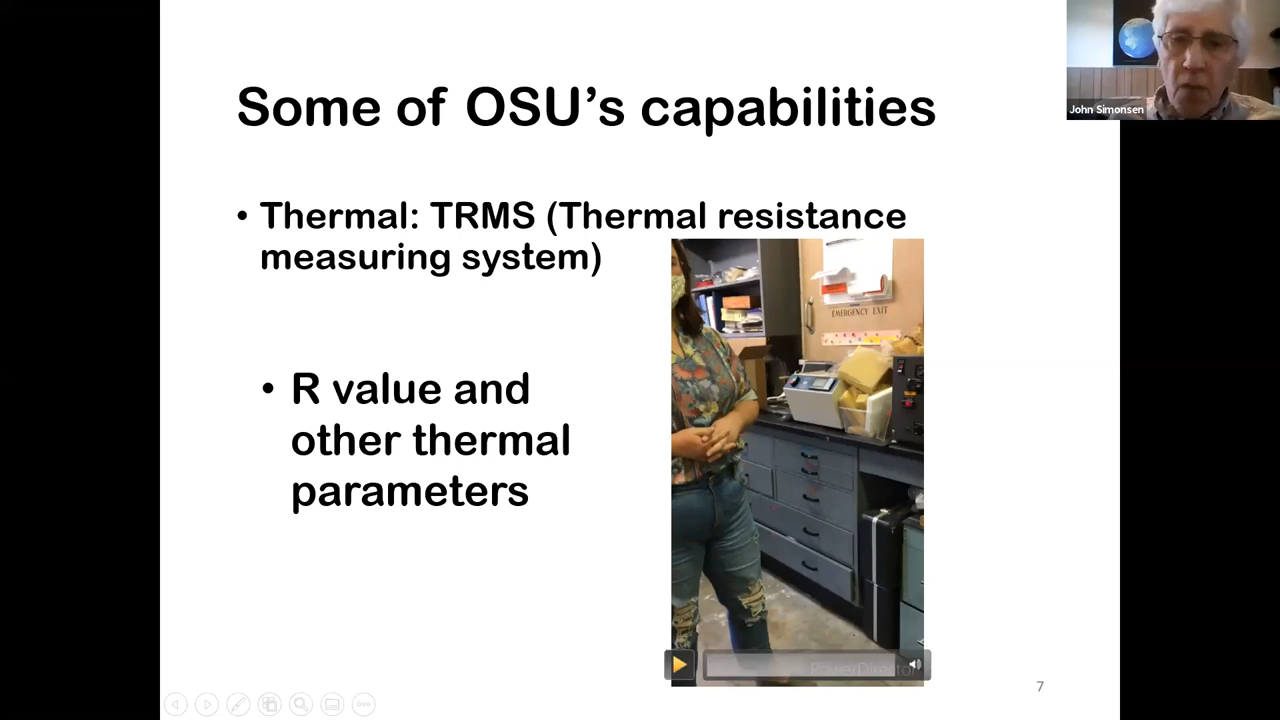 Some of OSU's capabilities
John Simonsen
• Thermal: TRMS (Thermal resistance
measuring system)
EMERGENCY EXIT
• R value and
other thermal
parameters
PowerDirector
7